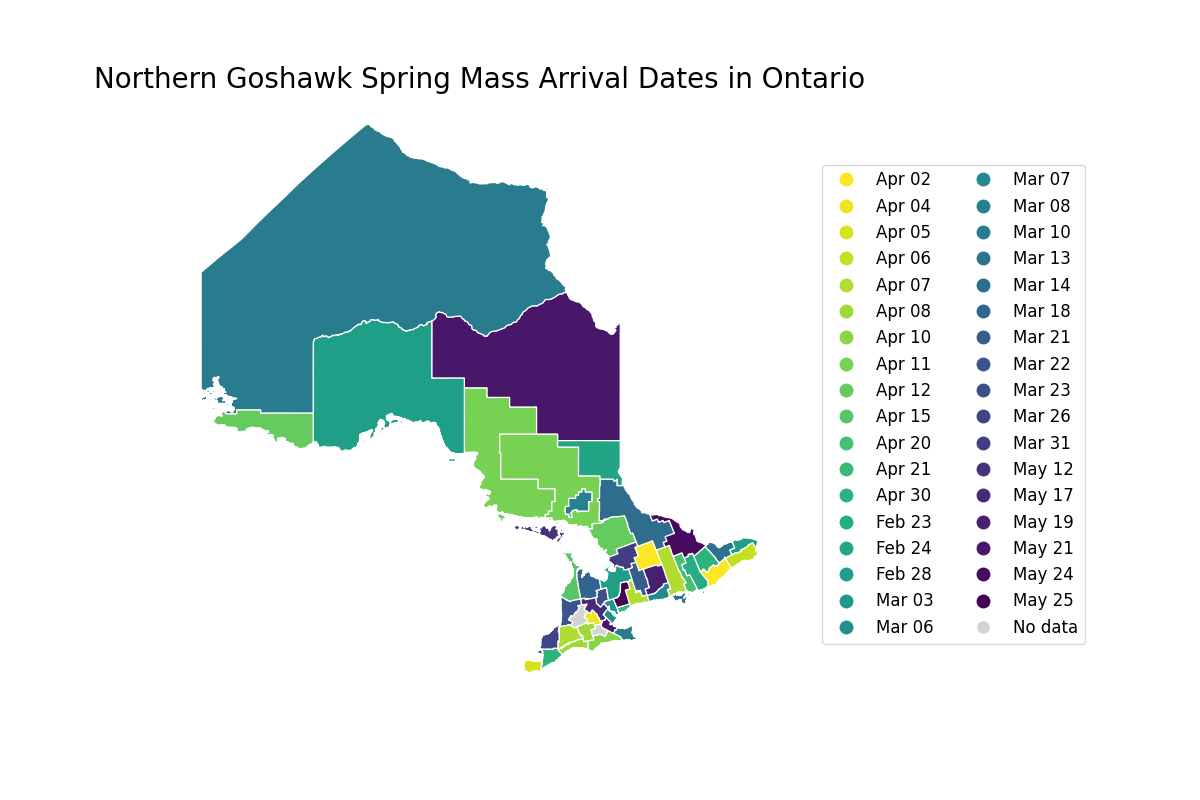 Northern Goshawk Spring Mass Arrival Dates in Ontario
Apr 02
Apr 04
Apr 05
Apr 06
Apr 07
Apr 08
Apr 10
Apr 11
Apr 12
Apr 15
Apr 20
Apr 21
Apr 30
Feb 23
Feb 24
Feb 28
Mar 03
Mar 06
Mar 07
Mar 08
Mar 10
Mar 13
Mar 14
Mar 18
Mar 21
Mar 22
Mar 23
Mar 26
Mar 31
May 12
May 17
May 19
May 21
May 24
May 25
No data